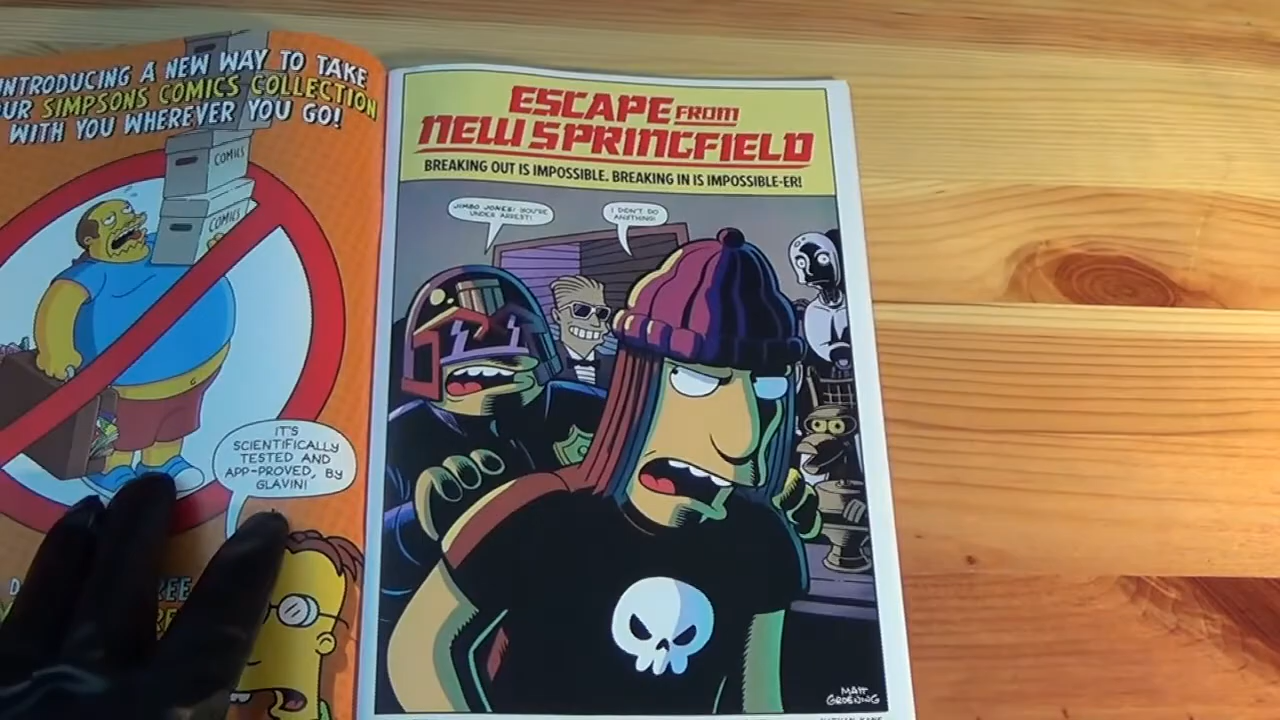 INTRODUCING A NEW WAY TO TAKE
OUR SIMPSONS COMICS COLLECTION
WITH YOU WHEREVER YOU GO!
COMICS
COMICS
IT'S
SCIENTIFICALLY
TESTED AND
APP-PROVED, BY
GLAVIN!
ESCAPE FROM
NEW SPRINGFIELD
BREAKING OUT IS IMPOSSIBLE. BREAKING IN IS IMPOSSIBLE-ER!
JIMBO JONES! YOU'RE
UNDER ARREST!
I DIDN'T DO
ANYTHING!
MATT
GROENING